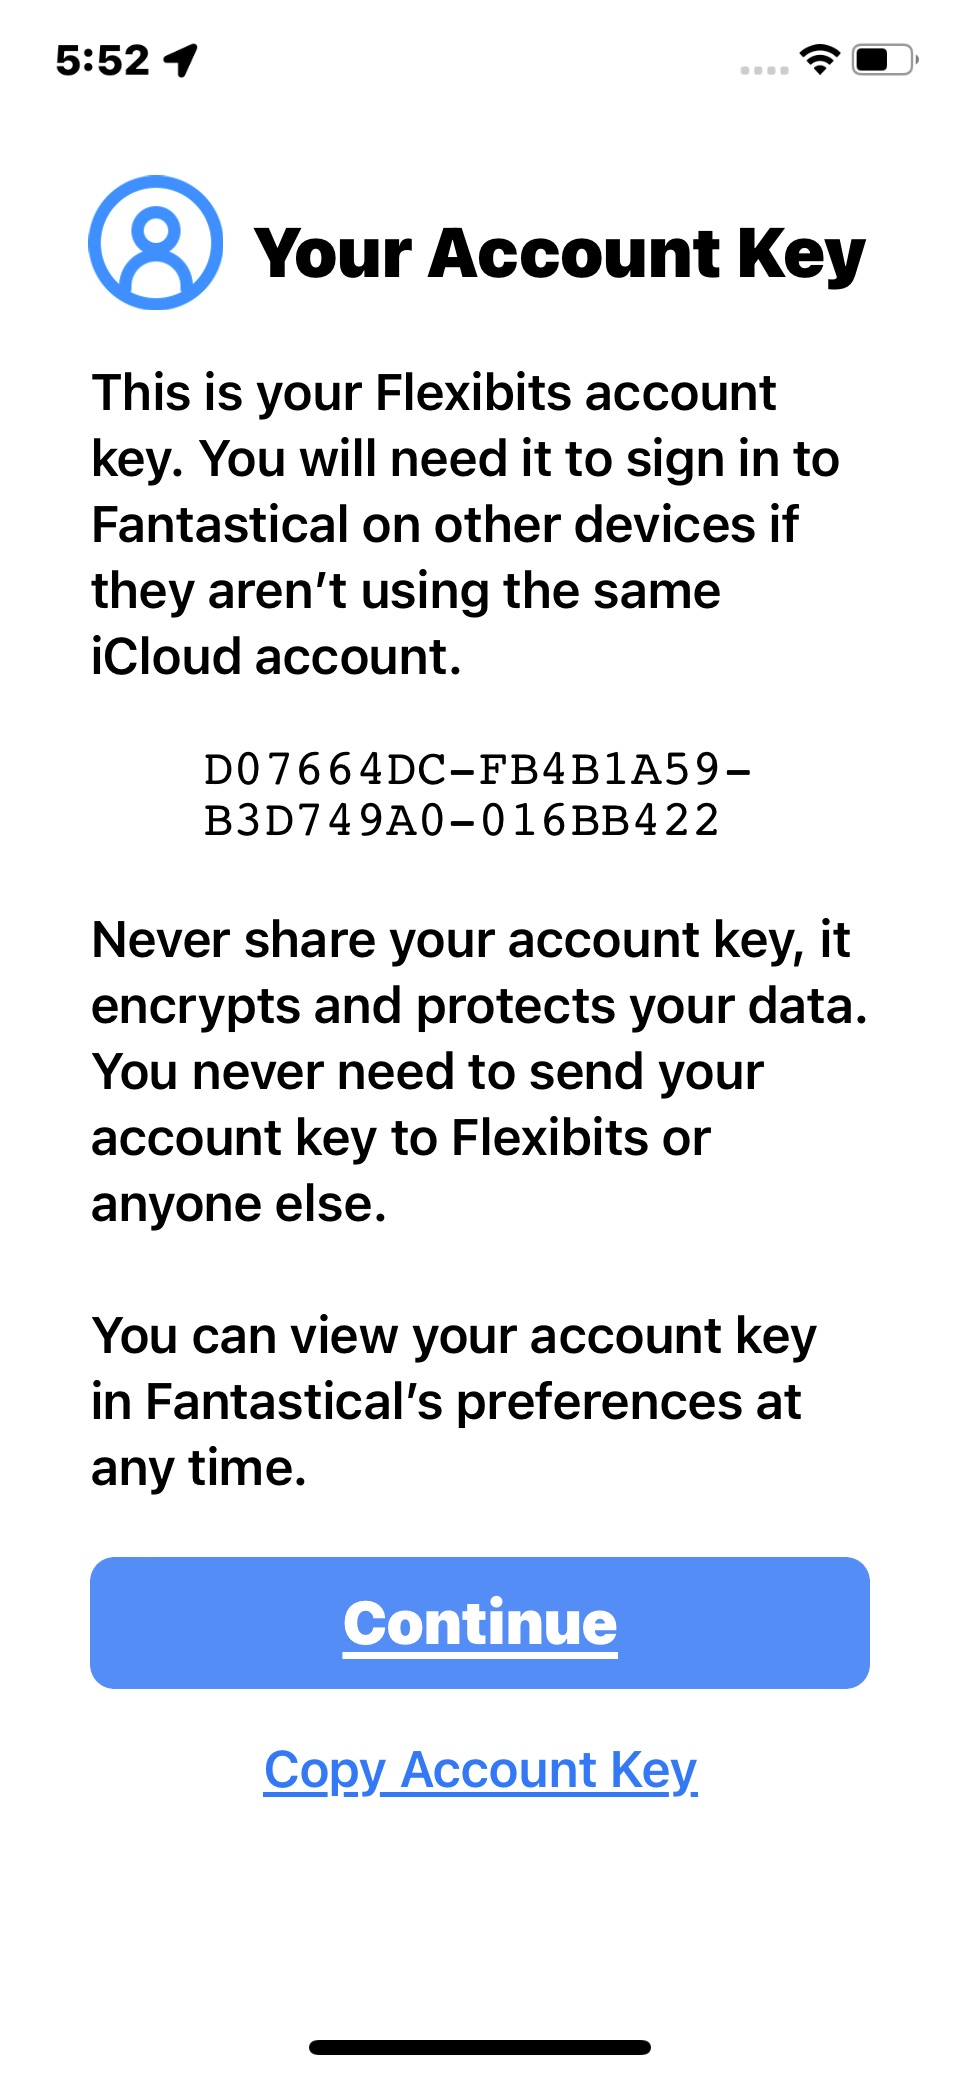 5:52
Your Account Key
This is your Flexibits account
key. You will need it to sign in to
Fantastical on other devices if
they aren’t using the same
iCloud account.
D07664DC-FB4B1A59-
B3D749A0-016BB422
Never share your account key, it
encrypts and protects your data.
You never need to send your
account key to Flexibits or
anyone else.
You can view your account key
in Fantastical’s preferences at
any time.
Continue
Copy Account Key